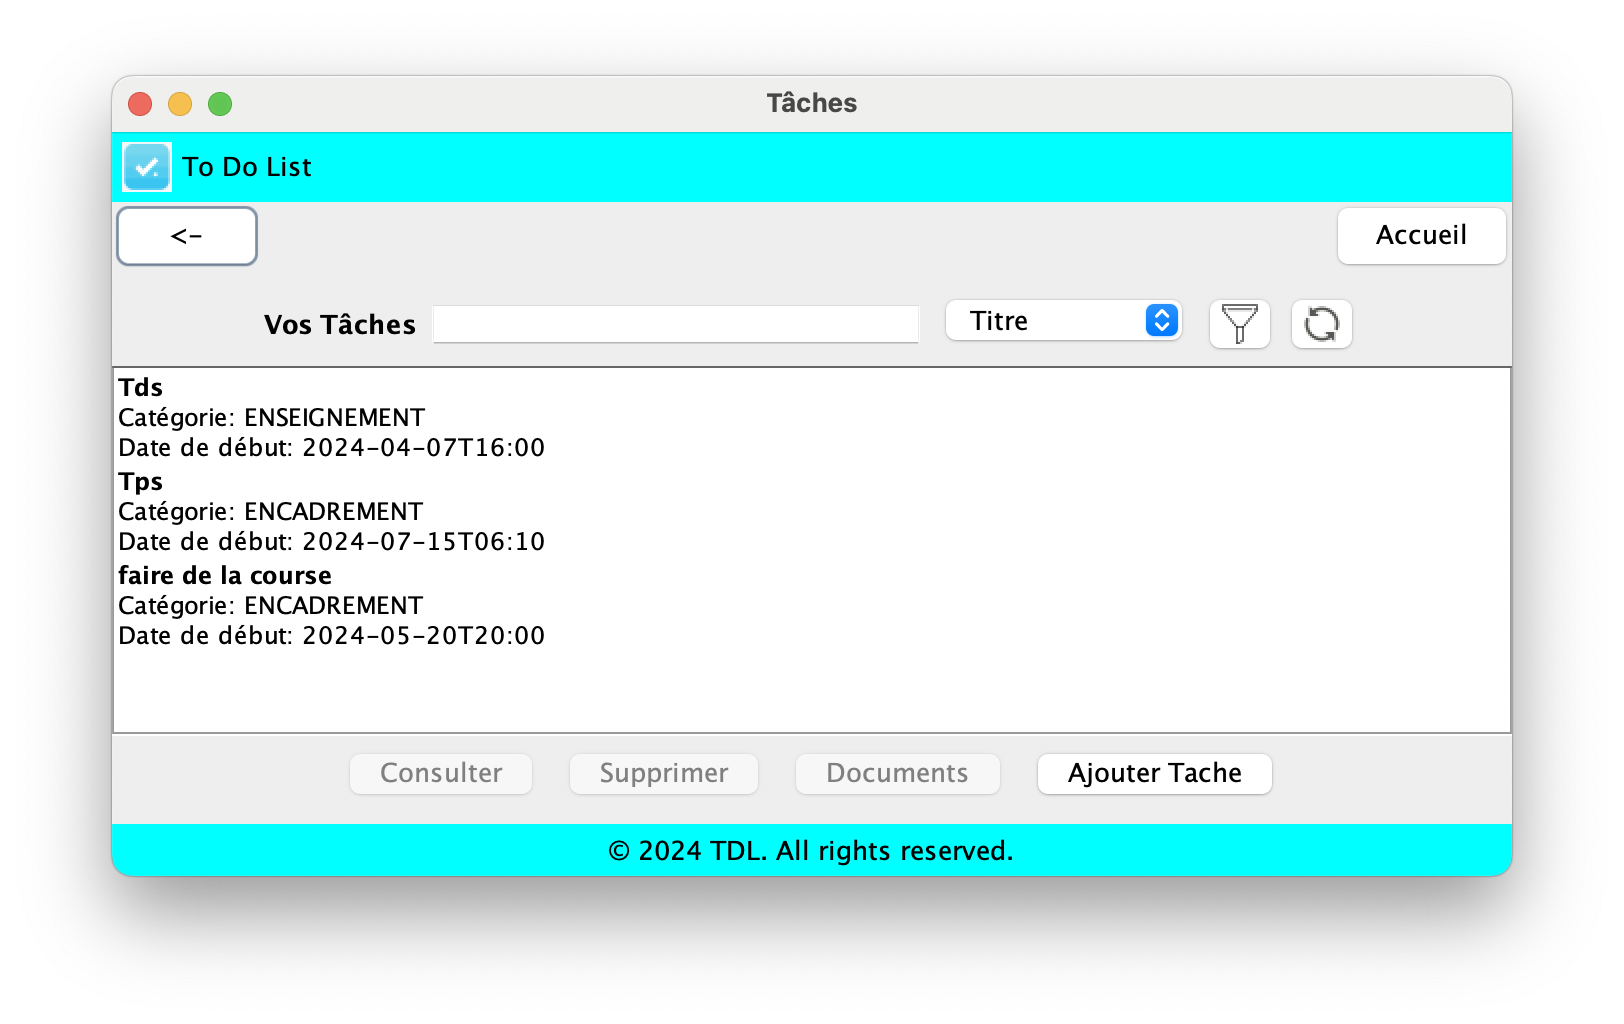 Tâches
To Do List
<-
Accueil
Vos Tâches
Titre
Tds
Catégorie: ENSEIGNEMENT
Date de début: 2024-04-07T16:00
Tps
Catégorie: ENCADREMENT
Date de début: 2024-07-15T06:10
faire de la course
Catégorie: ENCADREMENT
Date de début: 2024-05-20T20:00
Consulter
Supprimer
Documents
Ajouter Tache
© 2024 TDL. All rights reserved.